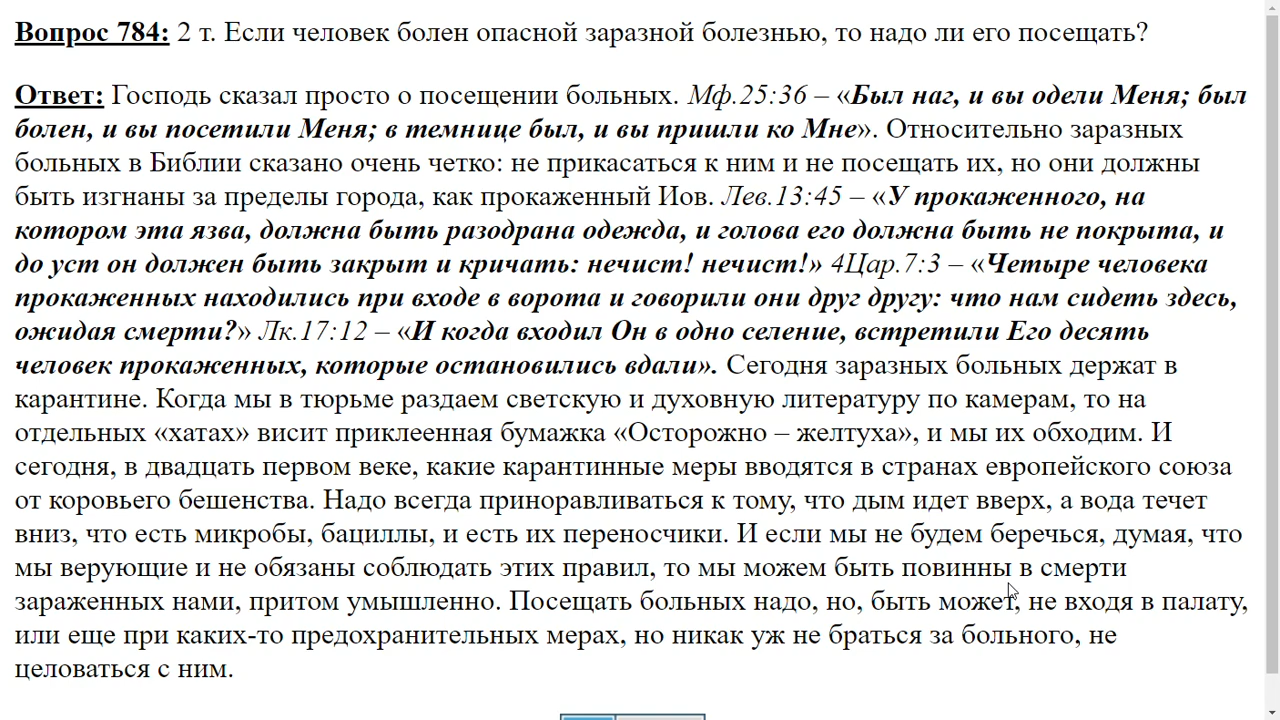 Вопрос 784: 2 т. Если человек болен опасной заразной болезнью, то надо ли его посещать?
Ответ: Господь сказал просто о посещении больных. Мф.25:36 – «Был наг, и вы одели Меня; был
болен, и вы посетили Меня; в темнице был, и вы пришли ко Мне». Относительно заразных
больных в Библии сказано очень четко: не прикасаться к ним и не посещать их, но они должны
быть изгнаны за пределы города, как прокаженный Иов. Лев.13:45 – «У прокаженного, на
котором эта язва, должна быть разодрана одежда, и голова его должна быть не покрыта, и
до уст он должен быть закрыт и кричать: нечист! нечист!» 4Цар.7:3 – «Четыре человека
прокаженных находились при входе в ворота и говорили они друг другу: что нам сидеть здесь,
ожидая смерти?» Лк.17:12 – «И когда входил Он в одно селение, встретили Его десять
человек прокаженных, которые остановились вдали». Сегодня заразных больных держат в
карантине. Когда мы в тюрьме раздаем светскую и духовную литературу по камерам, то на
отдельных «хатах» висит приклеенная бумажка «Осторожно – желтуха», и мы их обходим. И
сегодня, в двадцать первом веке, какие карантинные меры вводятся в странах европейского союза
от коровьего бешенства. Надо всегда приноравливаться к тому, что дым идет вверх, а вода течет
вниз, что есть микробы, бациллы, и есть их переносчики. И если мы не будем беречься, думая, что
мы верующие и не обязаны соблюдать этих правил, то мы можем быть повинны в смерти
зараженных нами, притом умышленно. Посещать больных надо, но, быть может, не входя в палату,
или еще при каких-то предохранительных мерах, но никак уж не браться за больного, не
целоваться с ним.